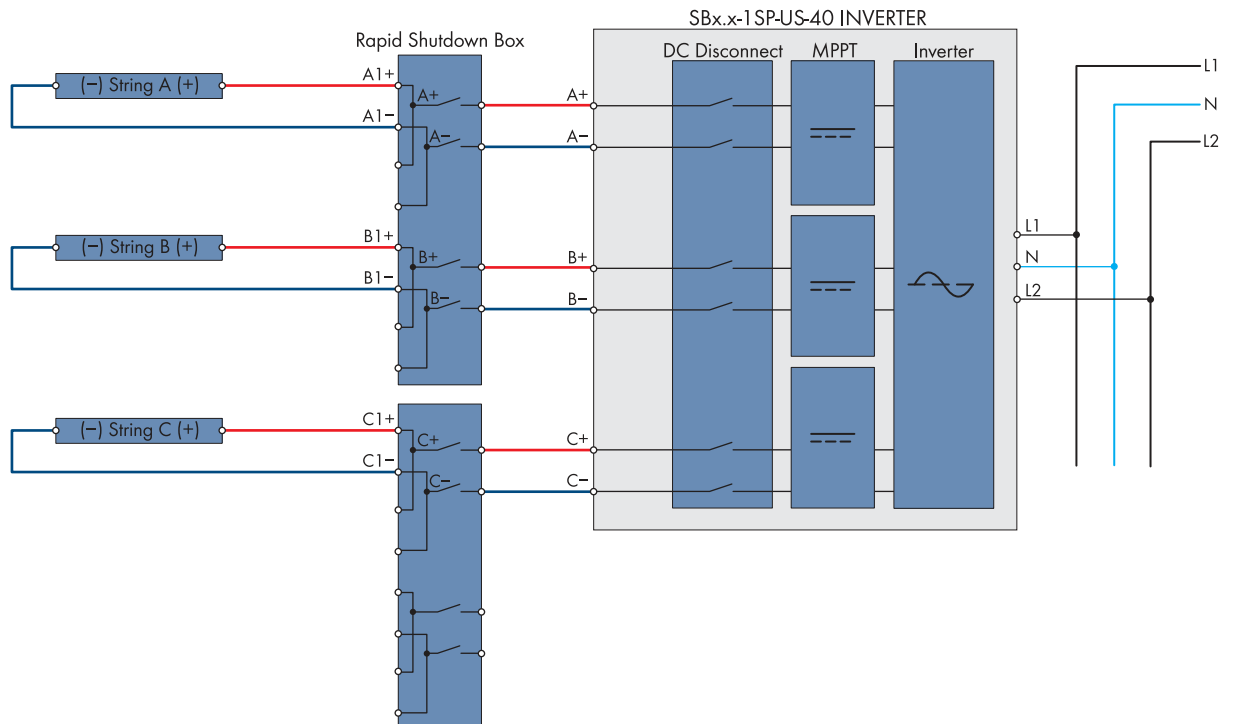 SBx.x-1SP-US-40 INVERTER
Rapid Shutdown Box
DC Disconnect
MPPT
Inverter
L1
N
L2
(−) String A (+)
A1+
A1−
A+
A−
A+
A−
(−) String B (+)
B1+
B1−
B+
B−
B+
B−
L1
N
L2
(−) String C (+)
C1+
C1−
C+
C−
C+
C−